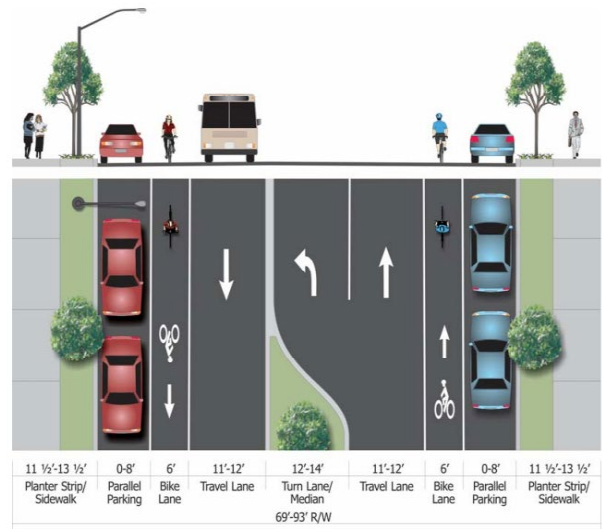 11 ½'-13 ½' 0-8' 6' 11'-12' 12'-14' 11'-12' 6' 0-8' 11 ½'-13 ½'
Planter Strip/ Parallel Bike Travel Lane Turn Lane/ Travel Lane Bike Parallel Planter Strip/
Sidewalk Parking Lane Median Lane Parking Sidewalk
69'-93' R/W